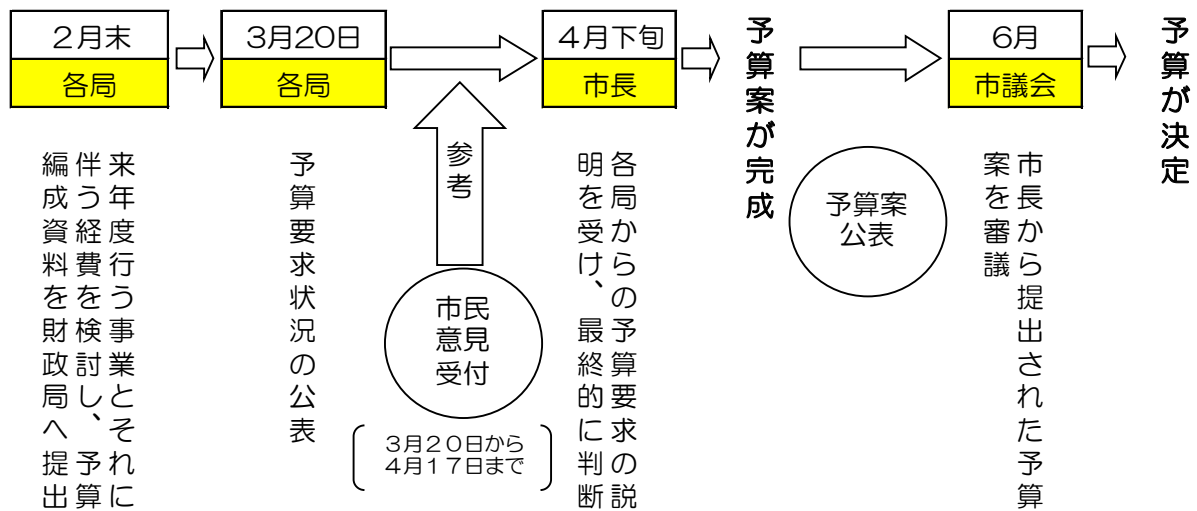 ２月末
各局
来年度行う事業とそれに
伴う経費を検討し、予算
編成資料を財政局へ提出
3月20日
各局
予算要求状況の公表
参考
市民
意見
受付
３月２０日から
４月１７日まで
４月下旬
市長
各局からの予算要求の説
明を受け、最終的に判断
予算案が完成
予算案
公表
6月
市議会
市長から提出された予算
案を審議
予算が決定